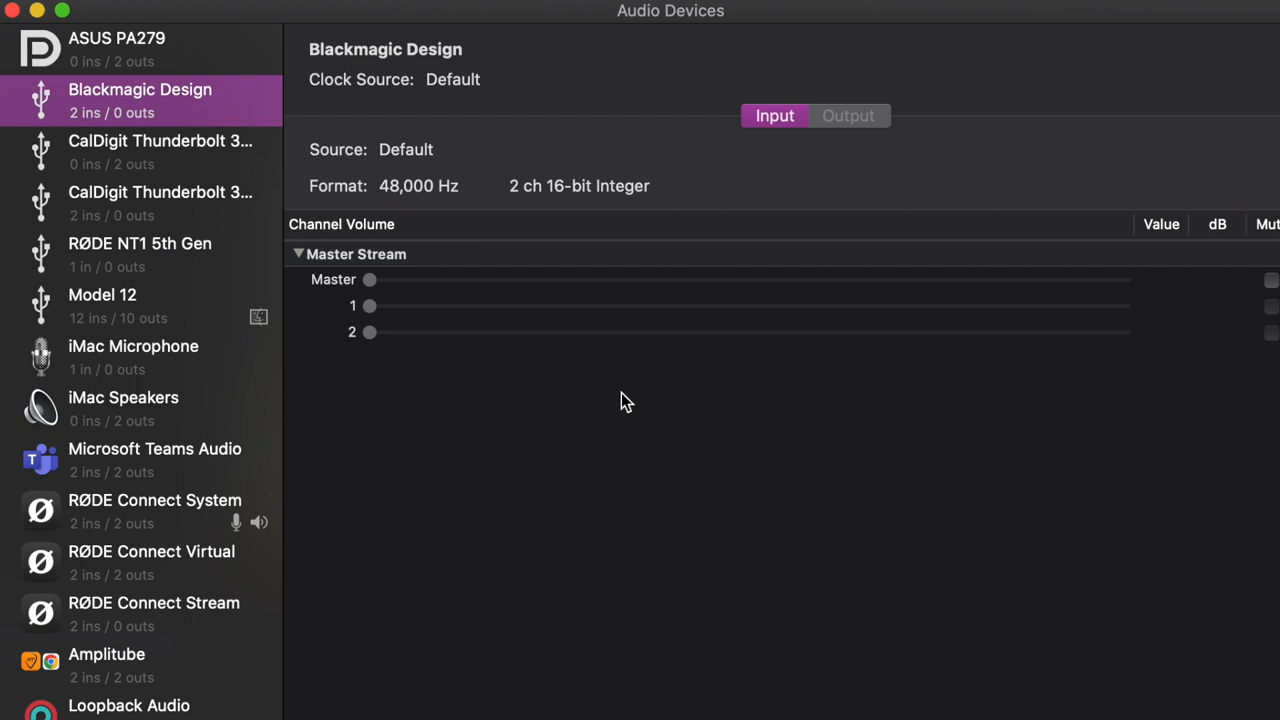 Audio Devices
ASUS PA279
0 ins / 2 outs
Blackmagic Design
2 ins / 0 outs
CalDigit Thunderbolt 3...
0 ins / 2 outs
CalDigit Thunderbolt 3...
2 ins / 0 outs
RØDE NT1 5th Gen
1 in / 0 outs
Model 12
12 ins / 10 outs
iMac Microphone
1 in / 0 outs
iMac Speakers
0 ins / 2 outs
T
Microsoft Teams Audio
2 ins / 2 outs
RØDE Connect System
2 ins / 2 outs
RØDE Connect Virtual
2 ins / 2 outs
RØDE Connect Stream
2 ins / 0 outs
Amplitube
2 ins / 2 outs
Loopback Audio
Blackmagic Design
Clock Source: Default
Input Output
Source: Default
Format: 48,000 Hz 2 ch 16-bit Integer
Channel Volume Value dB Mut
Master Stream
Master
1
2